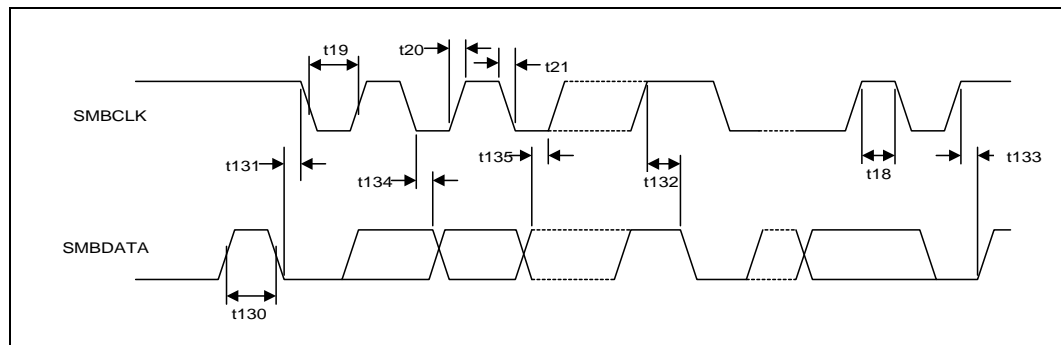 t19
t20
t21
SMBCLK
t131
t134
t135
t132
t18
t133
SMBDATA
t130